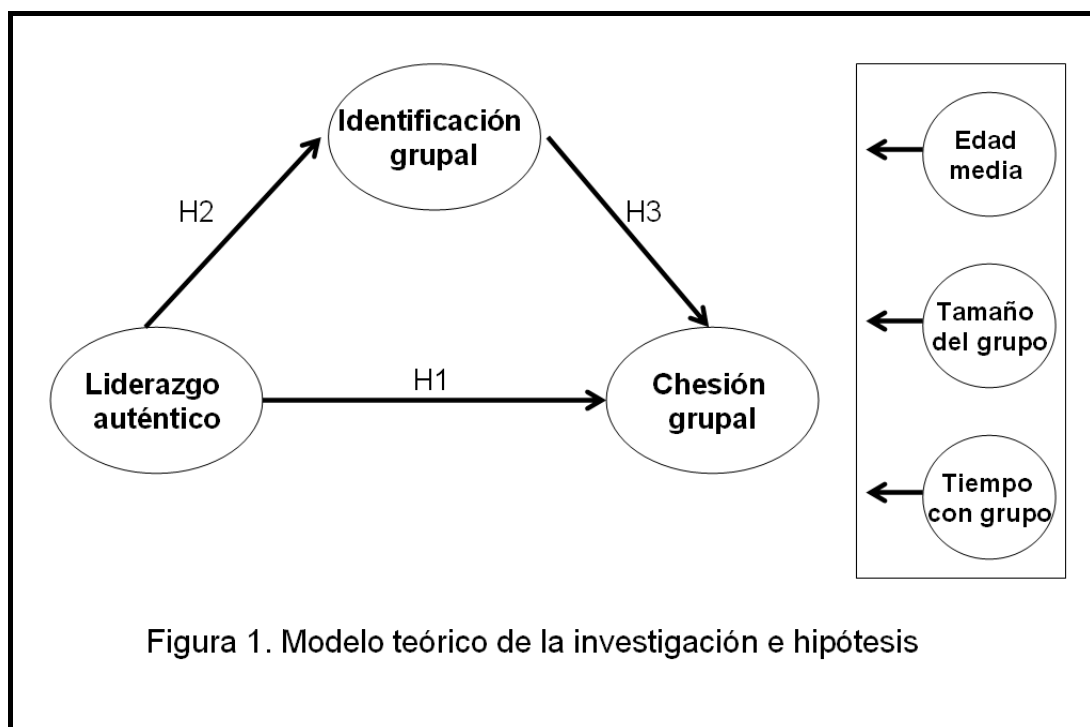 Identificación
grupal
H2
H3
Liderazgo
auténtico
H1
Chesión
grupal
Edad
media
Tamaño
del grupo
Tiempo
con grupo
Figura 1. Modelo teórico de la investigación e hipótesis